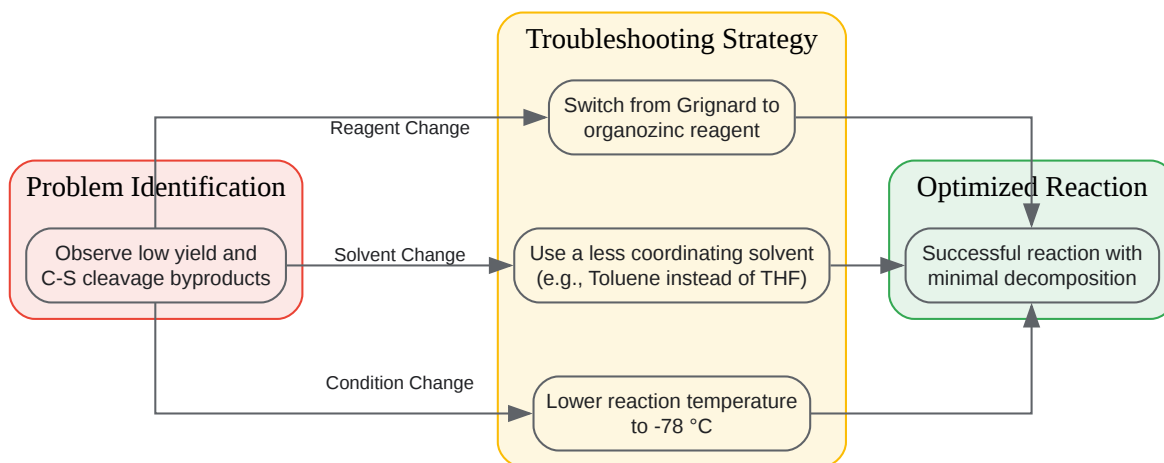 Troubleshooting Strategy
Switch from Grignard to
organozinc reagent
Reagent Change
Problem Identification
Optimized Reaction
Observe low yield and
C-S cleavage byproducts
Solvent Change
Use a less coordinating solvent
(e.g., Toluene instead of THF)
Successful reaction with
minimal decomposition
Condition Change
Lower reaction temperature
to -78 °C